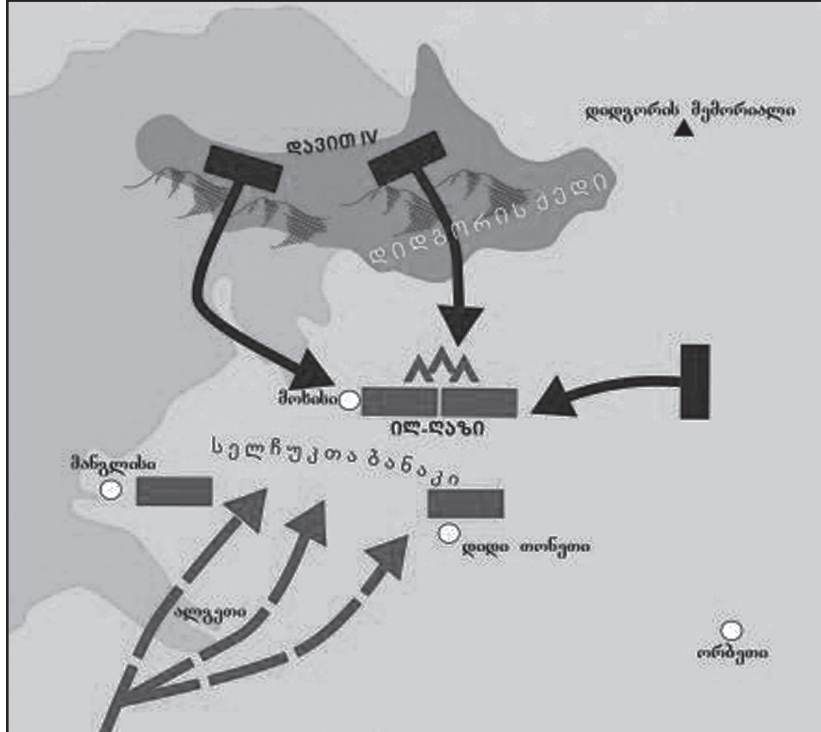 დიდგორის მემორიალი
დავით IV
დიდგორის ქედი
მოხისი
ილ-ღაზი
სელჩუკთა ბანაკი
მანგლისი
დიდი თონეთი
ალგეთი
ორბეთი